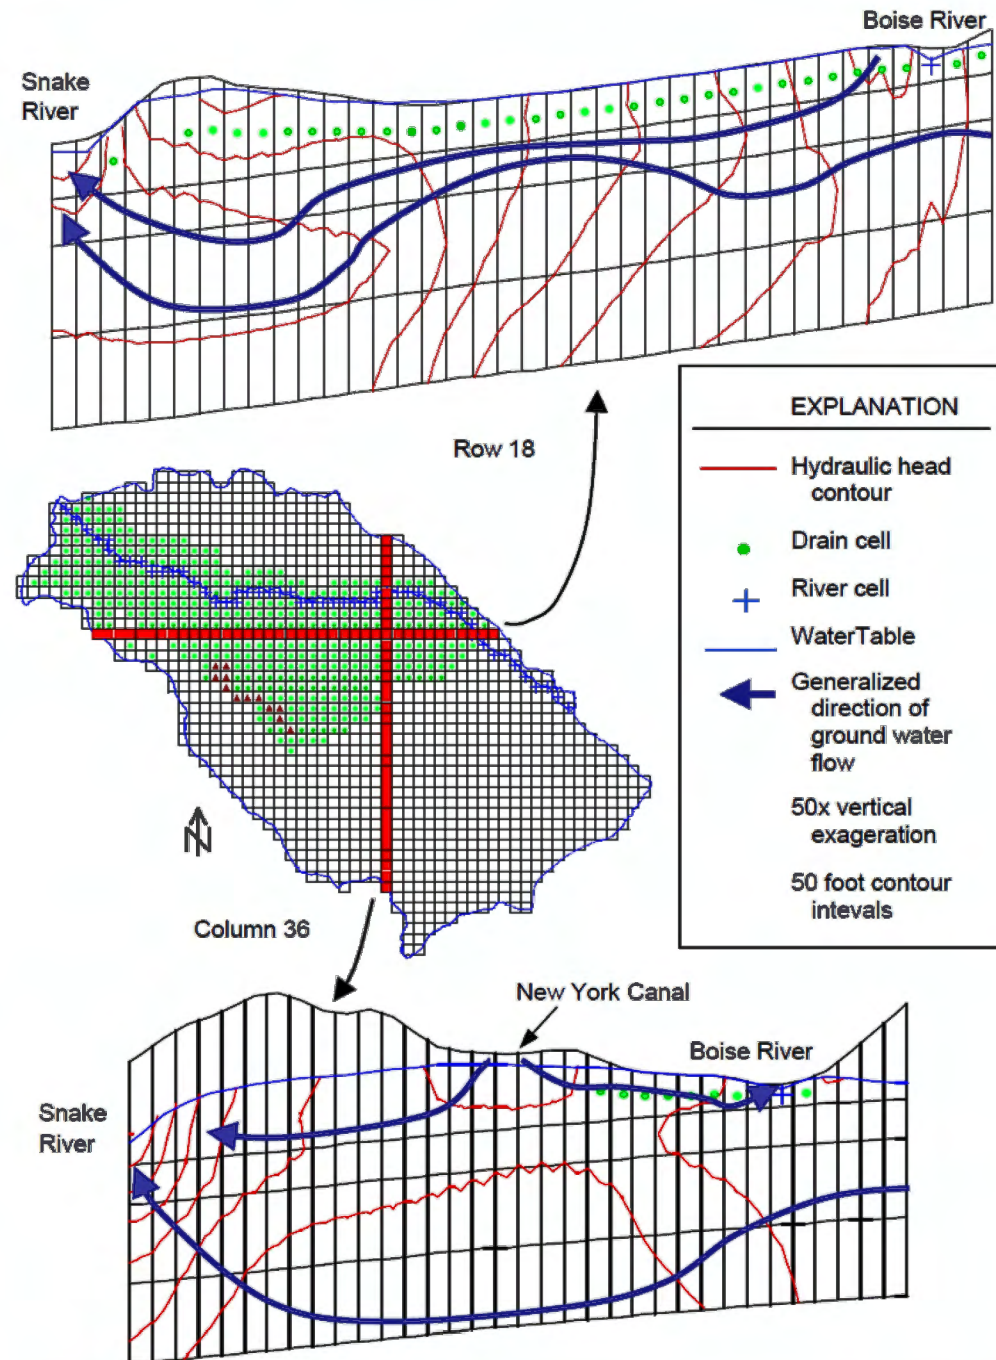 Boise River
Snake
River
EXPLANATION
Row 18
Hydraulic head
contour
Drain cell
River cell
WaterTable
Generalized
direction of
ground water
flow
50x vertical
exageration
50 foot contour
intevals
N
Column 36
New York Canal
Boise River
Snake
River